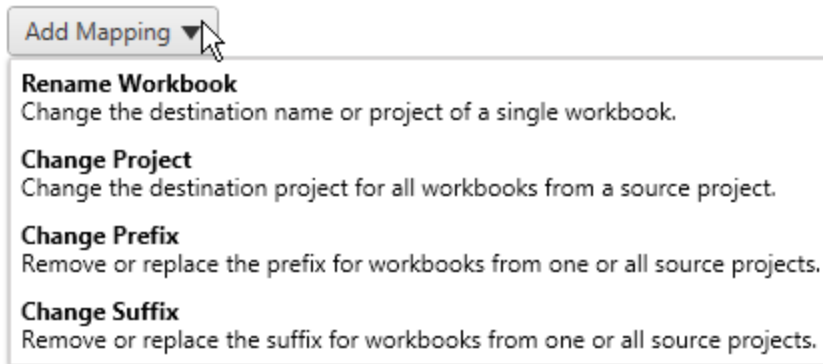 Add Mapping
Rename Workbook
Change the destination name or project of a single workbook.
Change Project
Change the destination project for all workbooks from a source project.
Change Prefix
Remove or replace the prefix for workbooks from one or all source projects.
Change Suffix
Remove or replace the suffix for workbooks from one or all source projects.